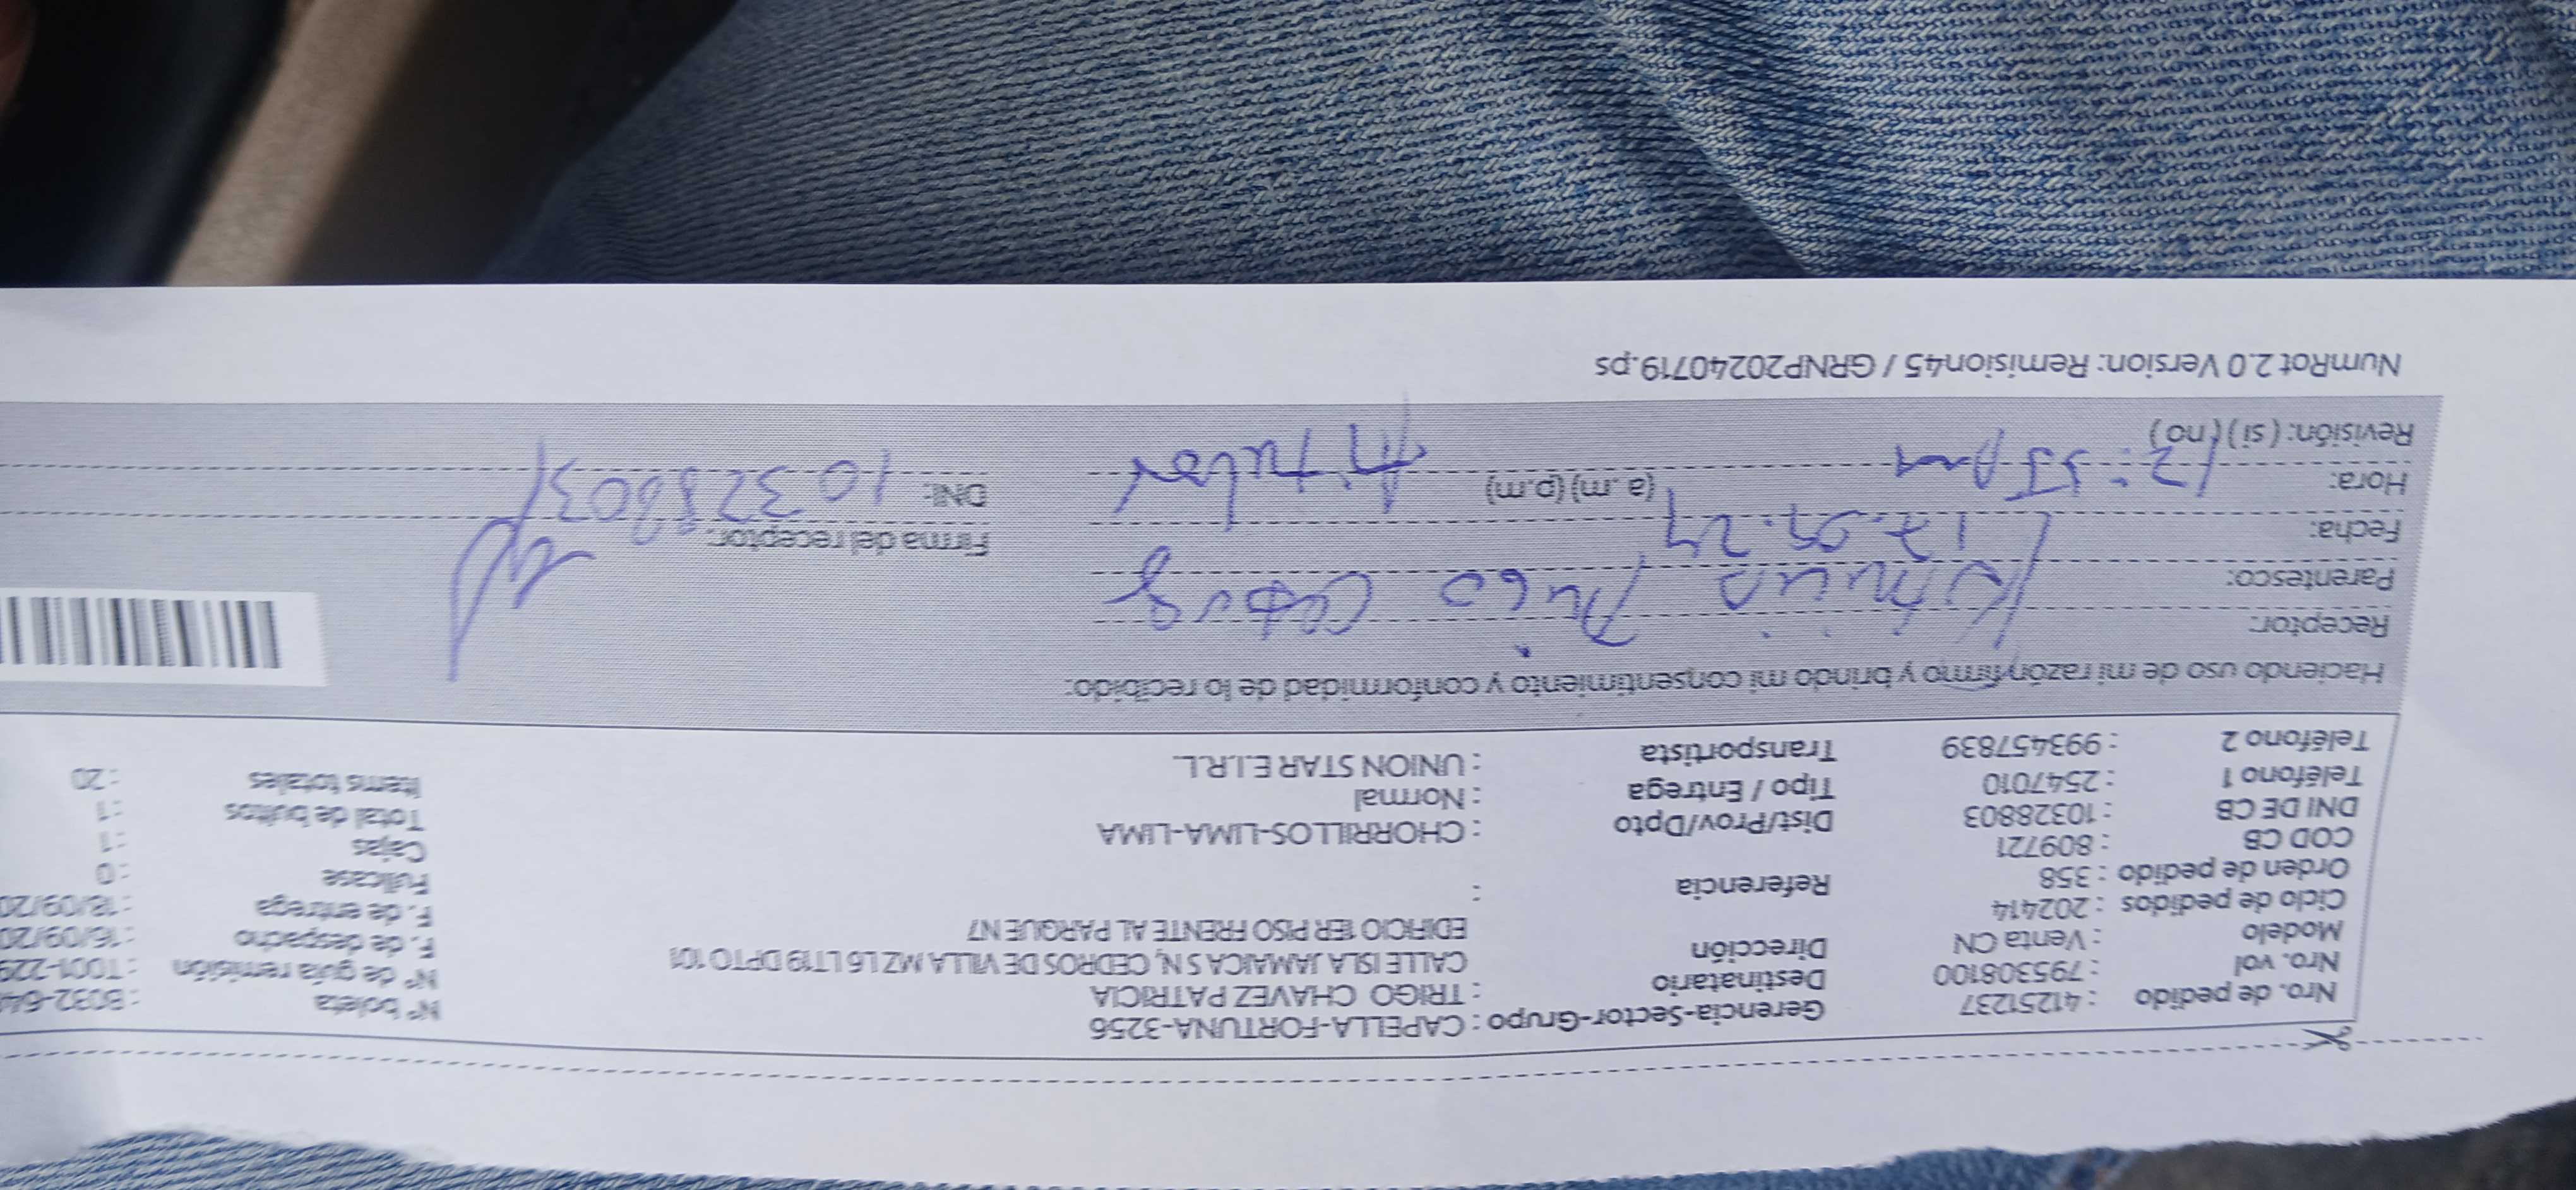 Nro. de pedido : 41251237 Gerencia-Sector-Grupo : CAPELLA-FORTUNA-3256 N° boleta : B032-64
Nro. vol : 795308100 Destinatario : TRIGO CHAVEZ PATRICIA N° de guía remisión : T001-229
Modelo : Venta CN Dirección CALLE ISLA JAMAICA S N, CEDROS DE VILLA MZ L6 LT19 DPTO 101 F. de despacho : 16/09/20
Ciclo de pedidos : 202414 EDIFICIO 1ER PISO FRENTE AL PARQUE N7 F. de entrega : 18/09/20
Orden de pedido : 358 Referencia : Fullcase : 0
COD CB : 809721 Cajas : 1
DNI DE CB : 10328803 Dist/Prov/Dpto : CHORRILLOS-LIMA-LIMA Total de bultos : 1
Teléfono 1 : 2547010 Tipo / Entrega : Normal Items totales : 20
Teléfono 2 : 993457839 Transportista : UNION STAR E.I.R.L.
Haciendo uso de mi razón firmo y brindo mi consentimiento y conformidad de lo recibido:
Receptor:
Parentesco:
Fecha: 17.09.24 Firma del receptor:
Hora: 12:55 pm (a.m) (p.m) Titular DNI: 10328803
Revisión: (si) (no)
NumRot 2.0 Version: Remision45 / GRNP20240719.ps